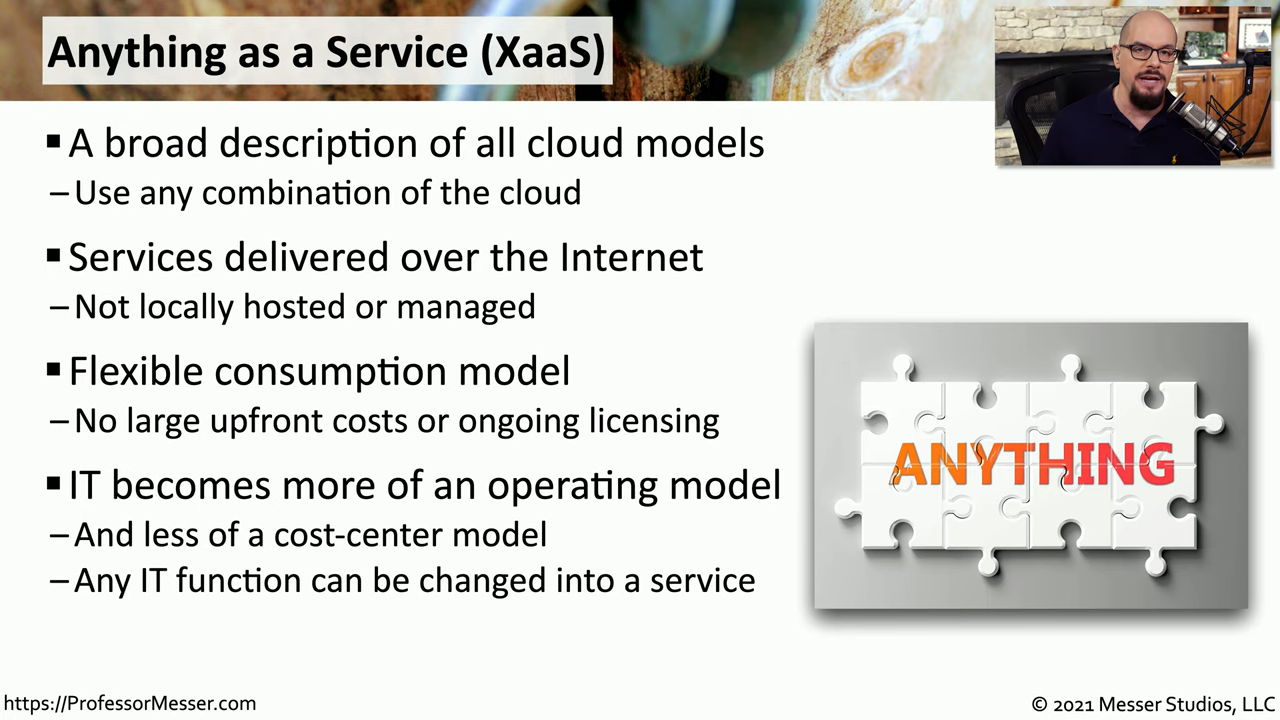 Anything as a Service (XaaS)
▪ A broad description of all cloud models
– Use any combination of the cloud
▪ Services delivered over the Internet
– Not locally hosted or managed
▪ Flexible consumption model
– No large upfront costs or ongoing licensing
▪ IT becomes more of an operating model
– And less of a cost-center model
– Any IT function can be changed into a service
ANYTHING
https://ProfessorMesser.com
© 2021 Messer Studios, LLC